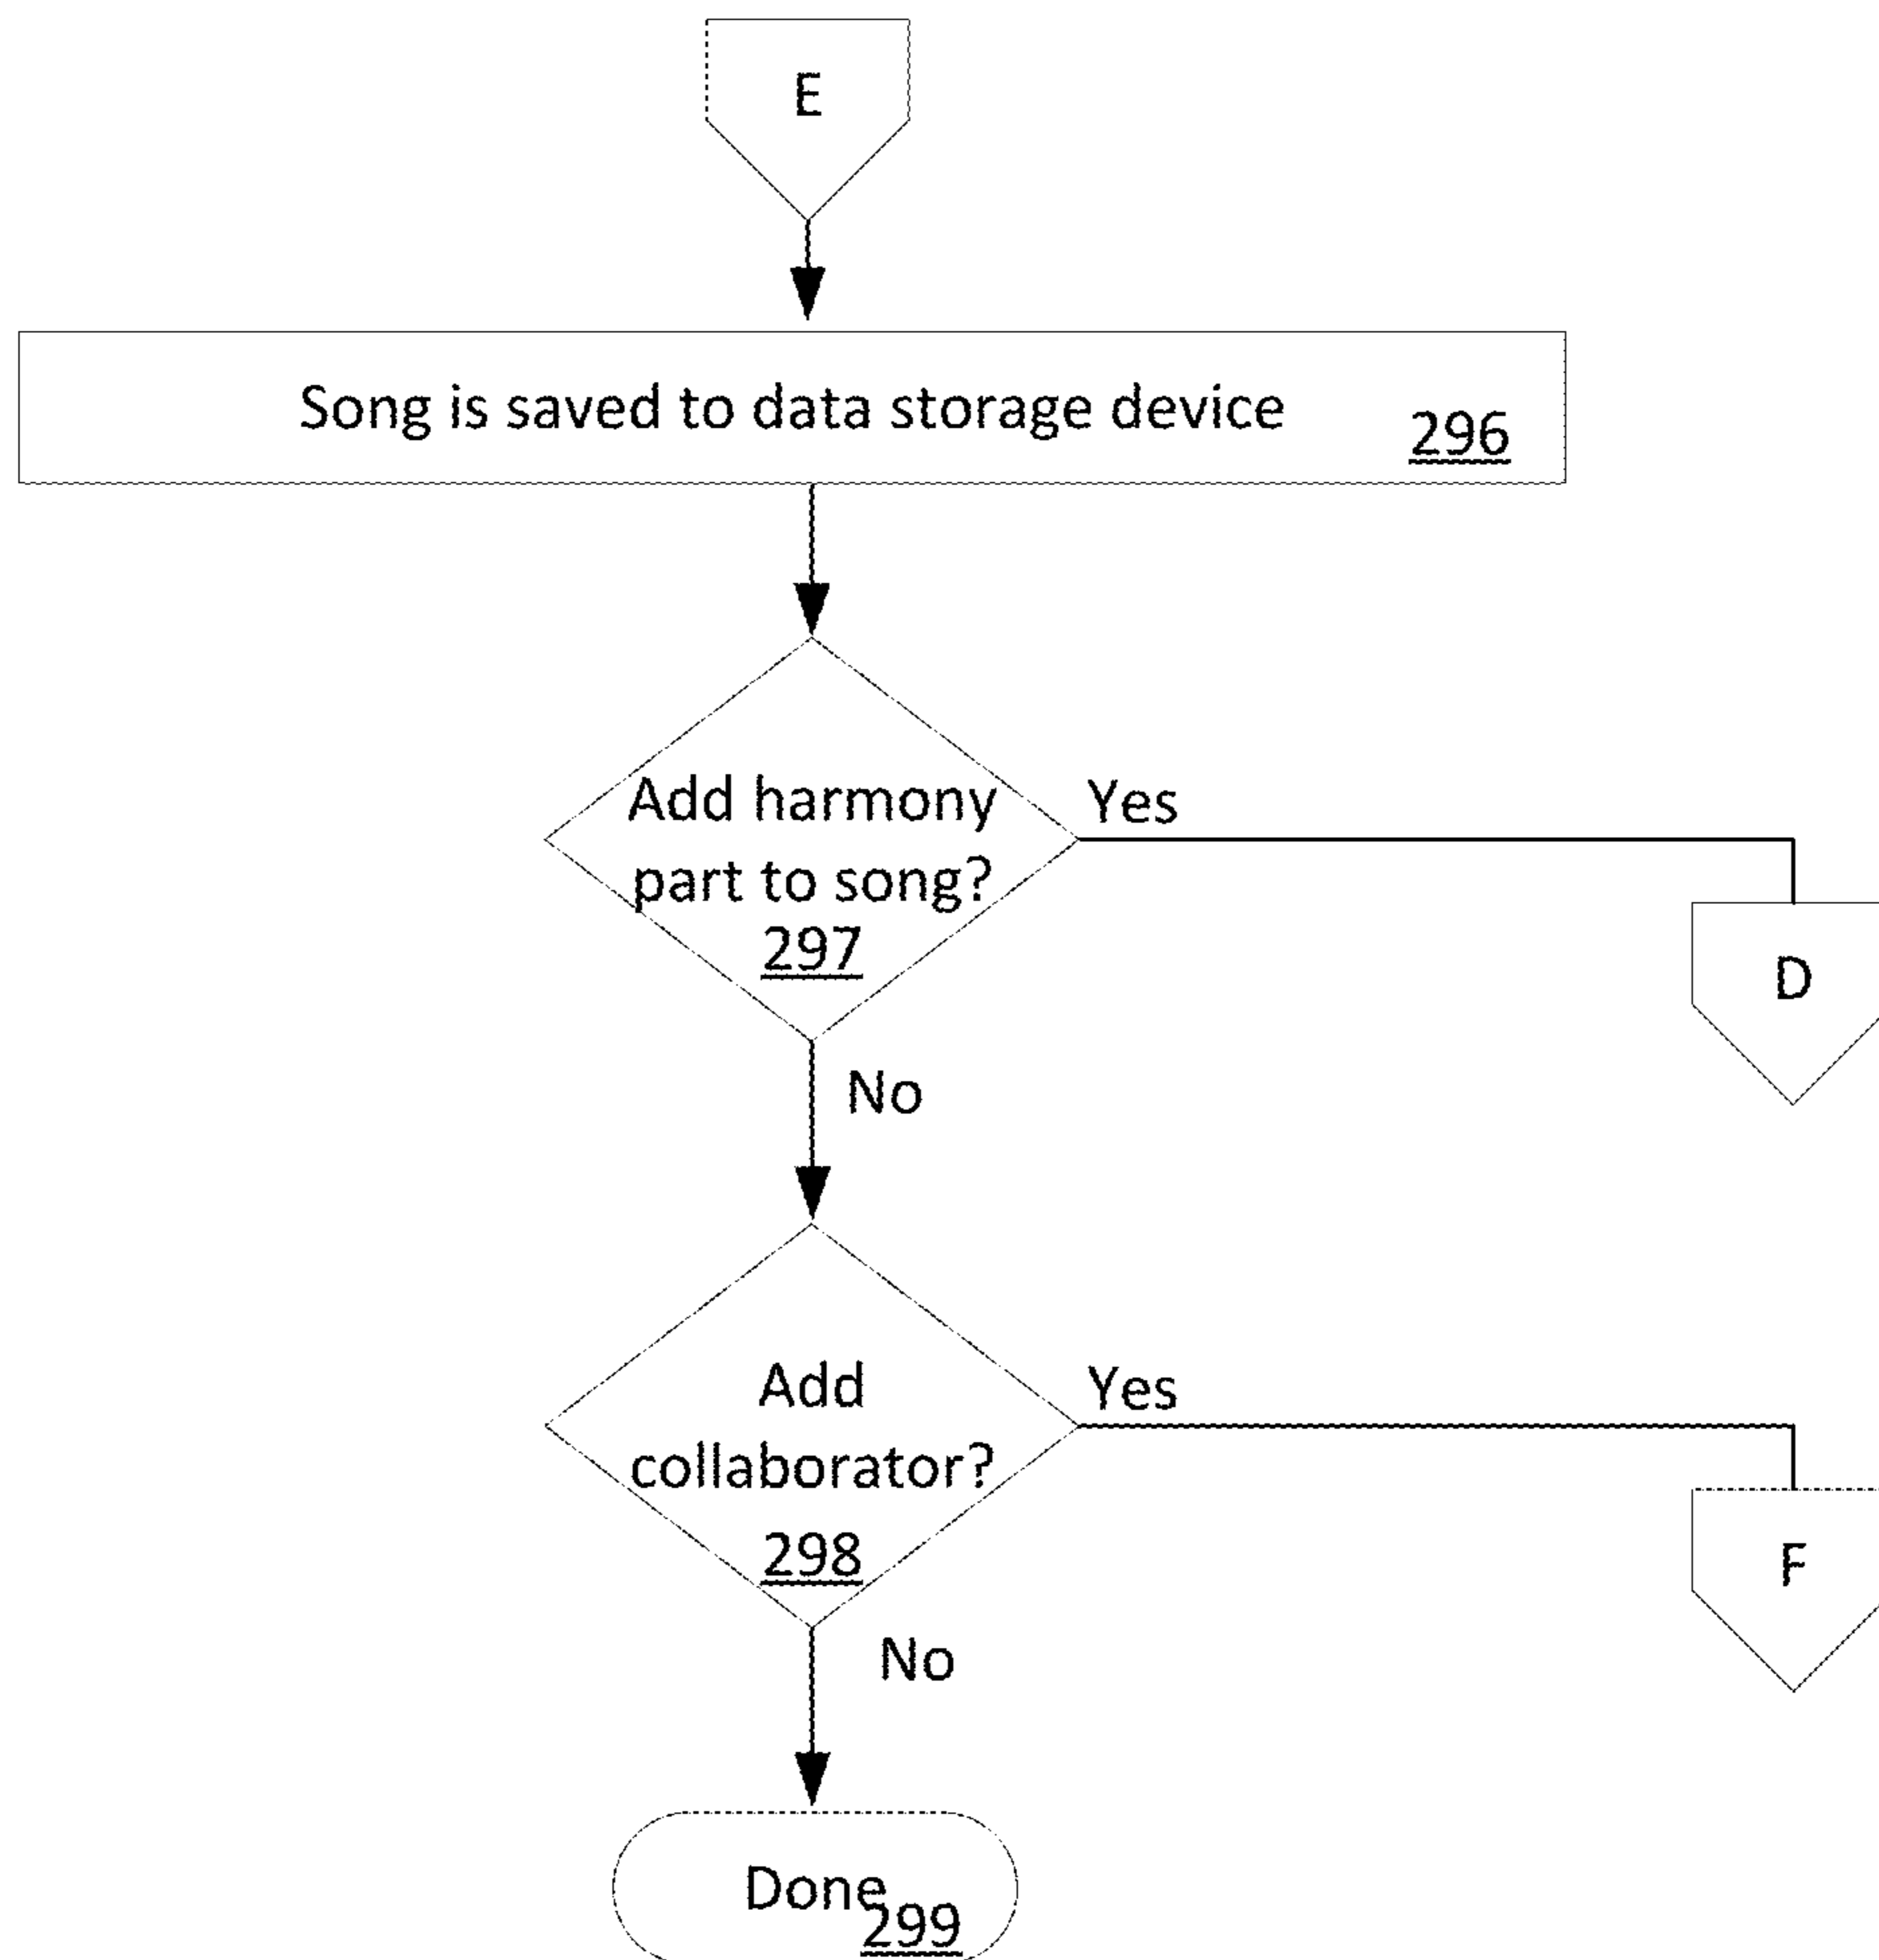 E
Song is saved to data storage device
296
Add harmony
part to song?
297
Yes
D
No
Add
collaborator?
298
Yes
F
No
Done
299